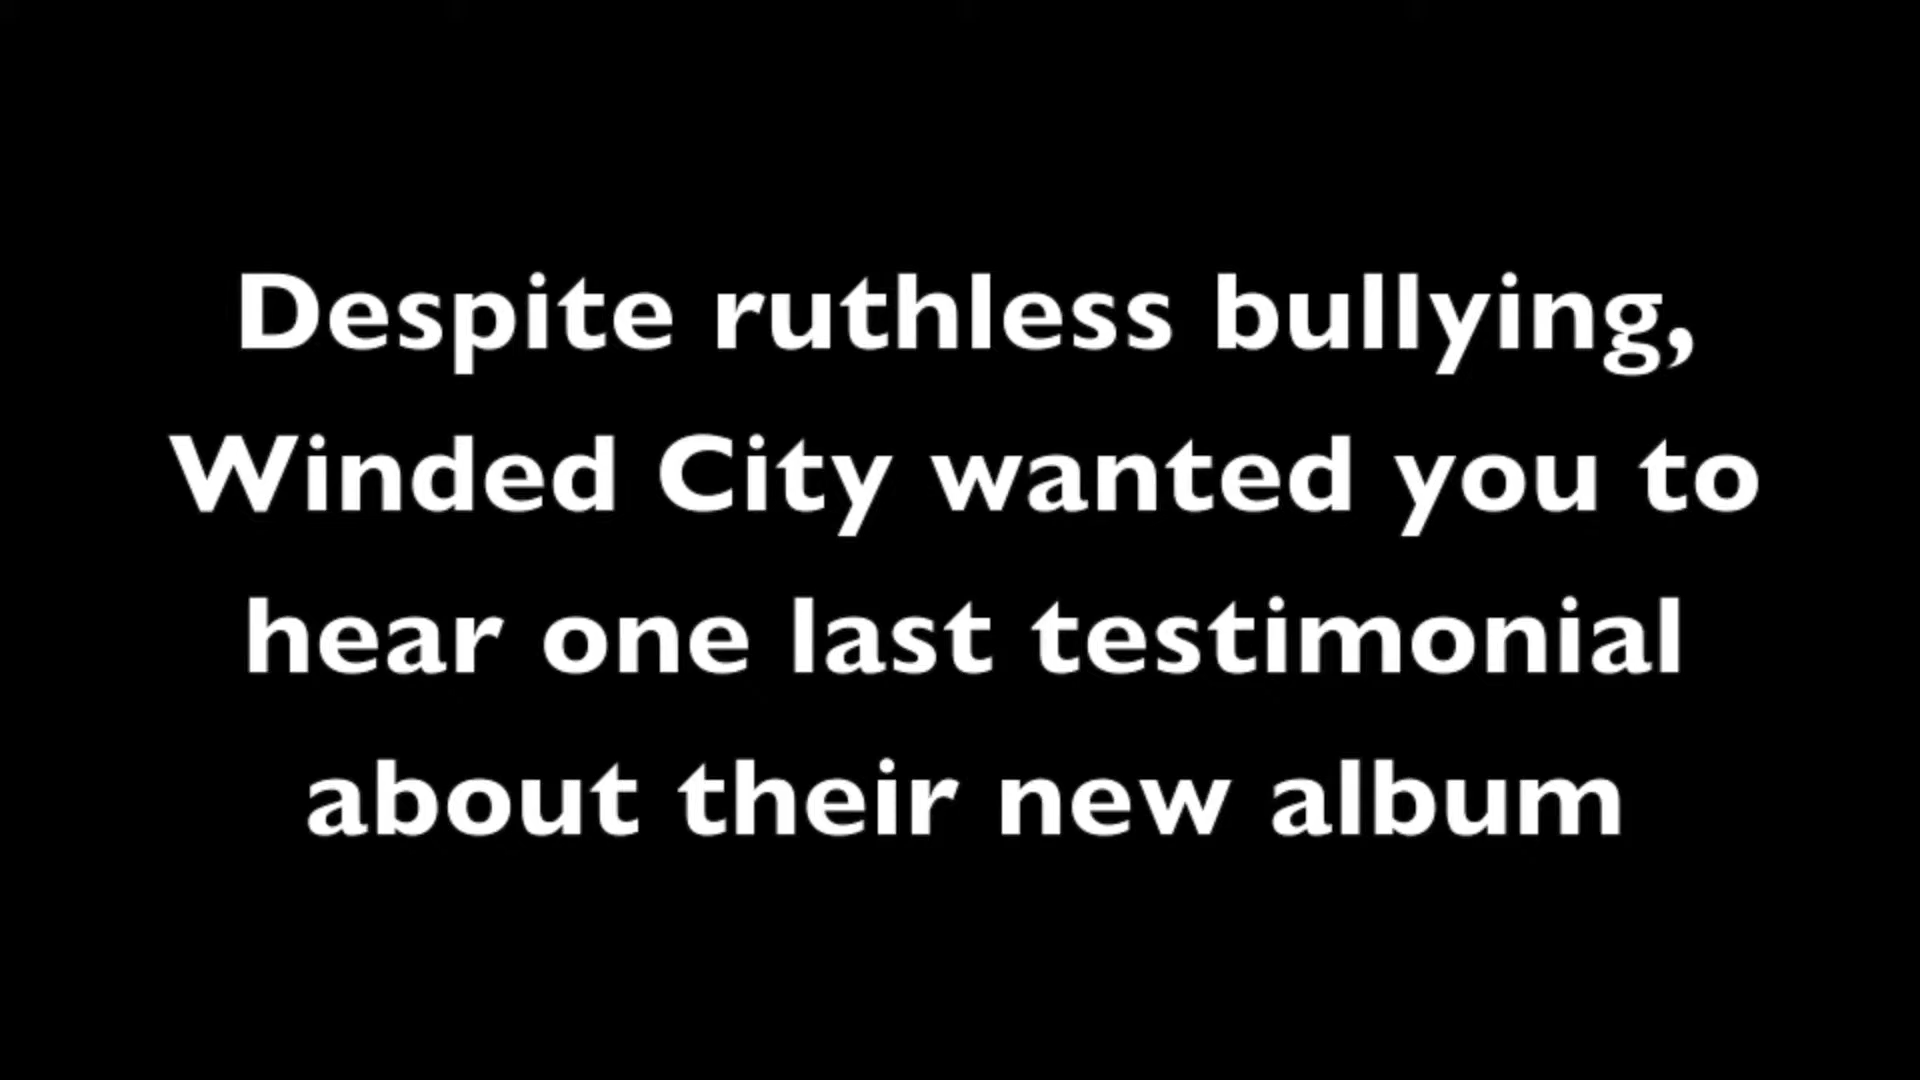 Despite ruthless bullying,
Winded City wanted you to
hear one last testimonial
about their new album